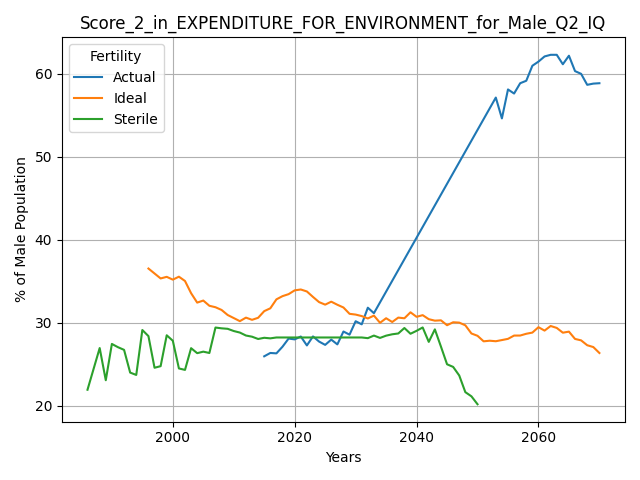 Score_2_in_EXPENDITURE_FOR_ENVIRONMENT_for_Male_Q2_IQ
Fertility
Actual
Ideal
Sterile
% of Male Population
60
50
40
30
20
2000
2020
2040
2060
Years